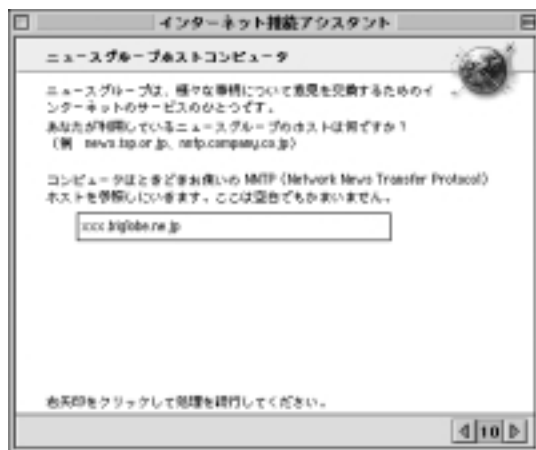 インターネット接続アシスタント
ニュースグループホストコンピュータ
ニュースグループは、様々な事柄について意見を交換するためのイ
ンターネットのサービスのひとつです。
あなたが利用しているニュースグループのホストは何ですか？
（例 news.isp.or.jp、nntp.company.co.jp）
コンピュータはときどきお使いの NNTP（Network News Transfer Protocol）
ホストを参照しにいきます。ここは空白でもかまいません。
xxx.biglobe.ne.jp
右矢印をクリックして処理を続行してください。
10